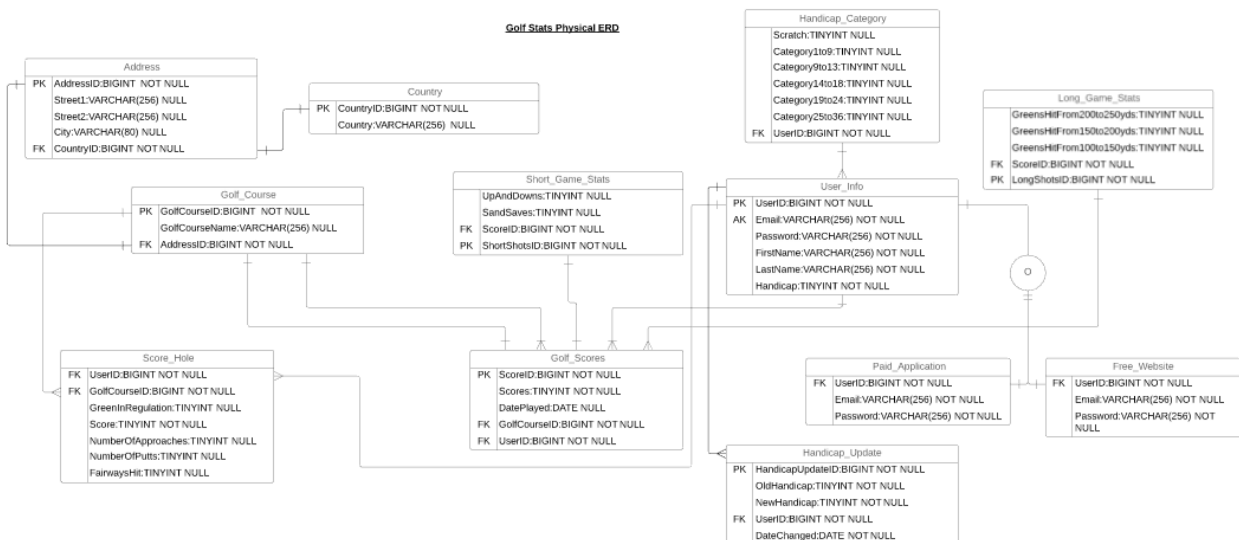 Golf Stats Physical ERD
Handicap_Category
Scratch:TINYINT NULL
Category1to9:TINYINT NULL
Category9to13:TINYINT NULL
Category14to18:TINYINT NULL
Category19to24:TINYINT NULL
Category25to36:TINYINT NULL
FK UserID:BIGINT NOT NULL
Address
PK AddressID:BIGINT NOT NULL
Street1:VARCHAR(256) NULL
Street2:VARCHAR(256) NULL
City:VARCHAR(80) NULL
FK CountryID:BIGINT NOT NULL
Country
PK CountryID:BIGINT NOT NULL
Country:VARCHAR(256) NULL
Long_Game_Stats
GreensHitFrom200to250yds:TINYINT NULL
GreensHitFrom150to200yds:TINYINT NULL
GreensHitFrom100to150yds:TINYINT NULL
FK ScoreID:BIGINT NOT NULL
PK LongShotsID:BIGINT NOT NULL
Golf_Course
PK GolfCourseID:BIGINT NOT NULL
GolfCourseName:VARCHAR(256) NULL
FK AddressID:BIGINT NOT NULL
Short_Game_Stats
UpAndDowns:TINYINT NULL
SandSaves:TINYINT NULL
FK ScoreID:BIGINT NOT NULL
PK ShortShotsID:BIGINT NOT NULL
User_Info
PK UserID:BIGINT NOT NULL
AK Email:VARCHAR(256) NOT NULL
Password:VARCHAR(256) NOT NULL
FirstName:VARCHAR(256) NOT NULL
LastName:VARCHAR(256) NOT NULL
Handicap:TINYINT NOT NULL
O
Score_Hole
FK UserID:BIGINT NOT NULL
FK GolfCourseID:BIGINT NOT NULL
GreenInRegulation:TINYINT NULL
Score:TINYINT NULL
NumberOfApproaches:TINYINT NULL
NumberOfPutts:TINYINT NULL
FairwaysHit:TINYINT NULL
Golf_Scores
PK ScoreID:BIGINT NOT NULL
Scores:TINYINT NULL
DatePlayed:DATE NULL
FK GolfCourseID:BIGINT NOT NULL
FK UserID:BIGINT NOT NULL
Paid_Application
FK UserID:BIGINT NOT NULL
Email:VARCHAR(256) NOT NULL
Password:VARCHAR(256) NOT NULL
Free_Website
FK UserID:BIGINT NOT NULL
Email:VARCHAR(256) NOT NULL
Password:VARCHAR(256) NOT
NULL
Handicap_Update
PK HandicapUpdateID:BIGINT NOT NULL
OldHandicap:TINYINT NOT NULL
NewHandicap:TINYINT NOT NULL
FK UserID:BIGINT NOT NULL
DateChanged:DATE NOT NULL